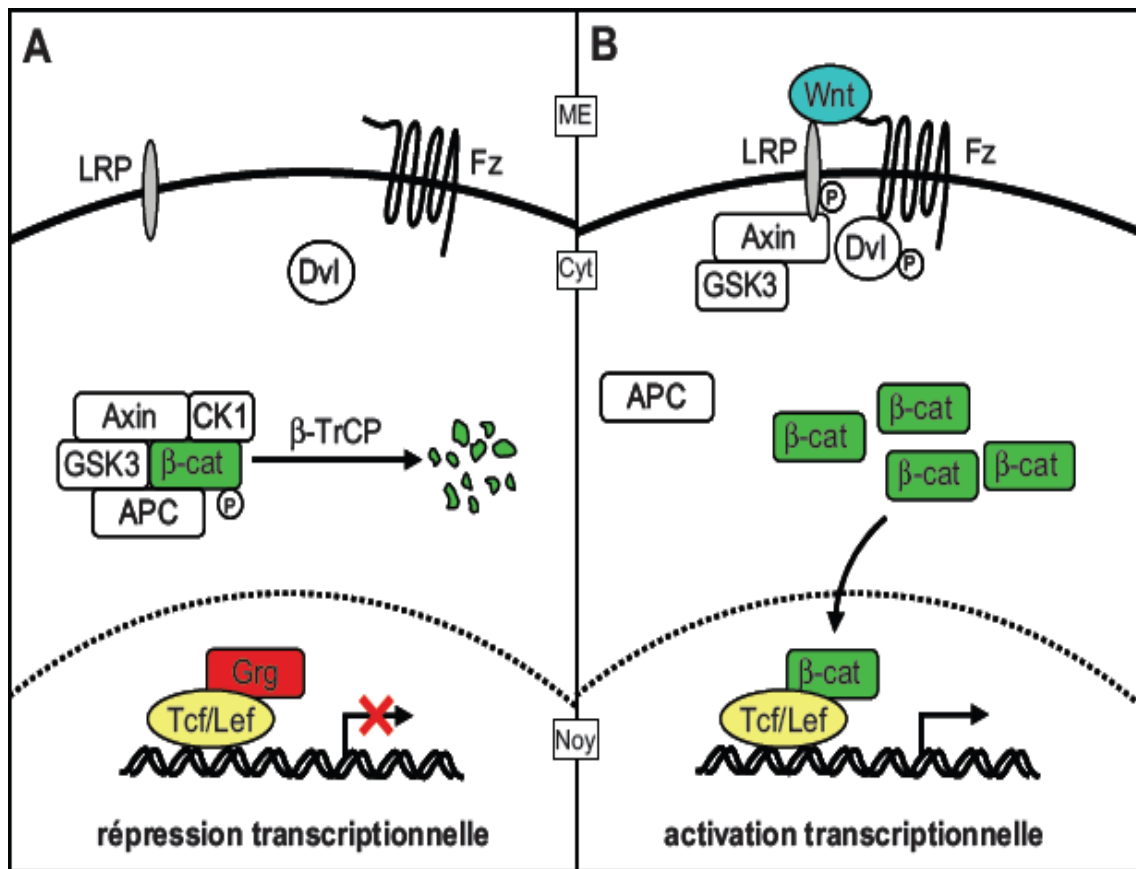 A
LRP
Fz
Dvl
Axin
CK1
GSK3
β-cat
APC
P
β-TrCP
Grg
Tcf/Lef
répression transcriptionnelle
ME
Cyt
Noy
B
Wnt
LRP
Fz
P
Axin
Dvl
P
GSK3
APC
β-cat
β-cat
β-cat
β-cat
β-cat
Tcf/Lef
activation transcriptionnelle